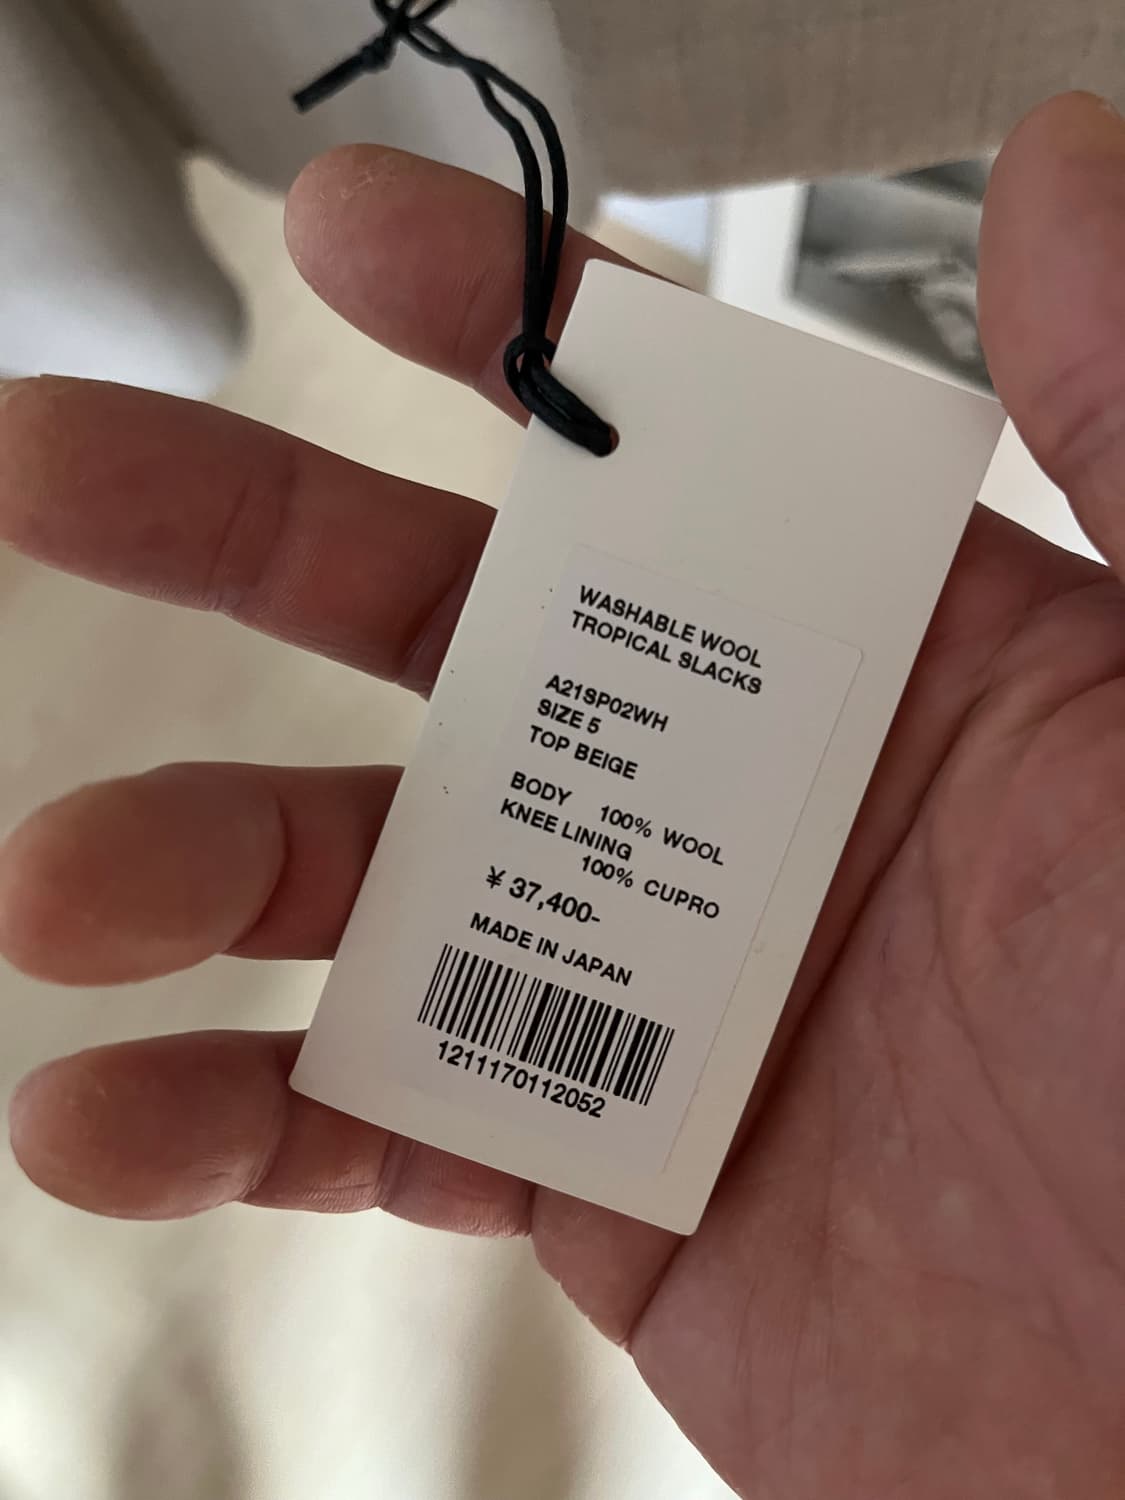 WASHABLE WOOL
TROPICAL SLACKS
A21SP02WH
SIZE 5
TOP BEIGE
BODY 100% WOOL
KNEE LINING
100% CUPRO
¥ 37,400-
MADE IN JAPAN
1211170112052